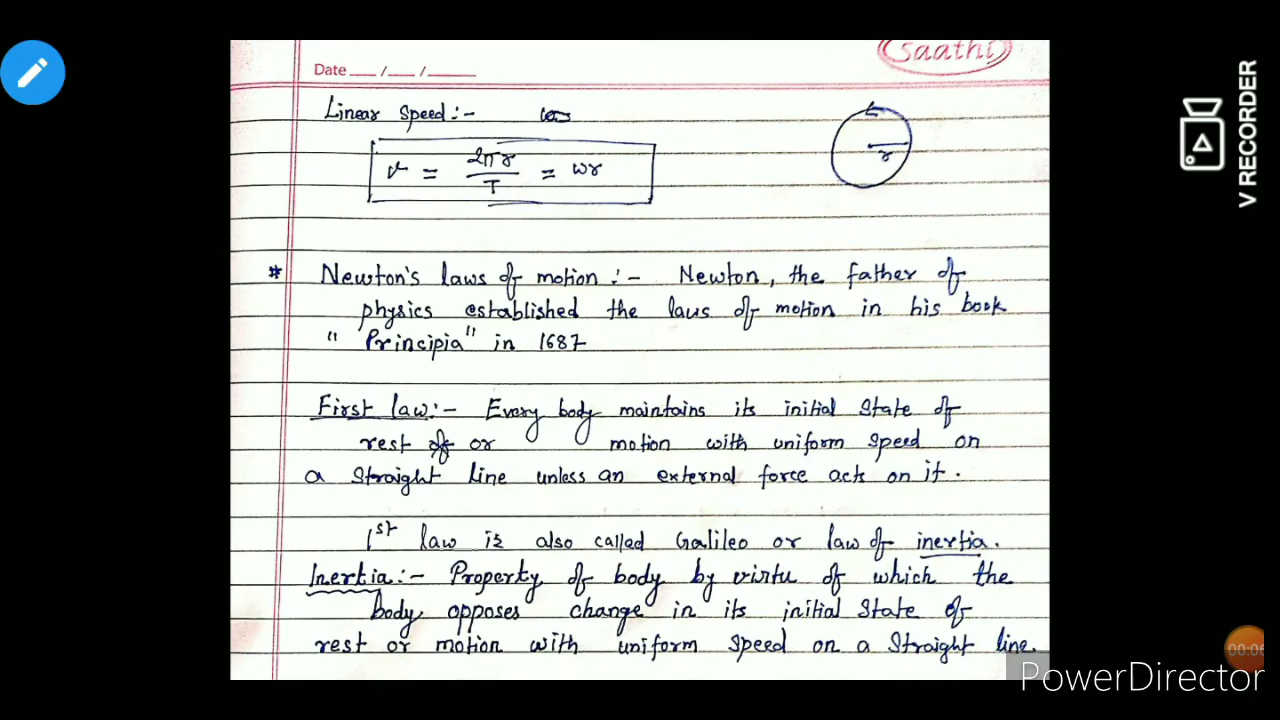 Saathi
Date ___/___/_____
Linear Speed :-
v = 2πr/T = ωr
r
* Newton's laws of motion :- Newton, the father of
physics established the laws of motion in his book
" Principia" in 1687
First law :- Every body maintains its initial State of
rest of or motion with uniform speed on
a Straight line unless an external force acts on it.
1st law is also called Galileo or law of inertia.
Inertia :- Property of body by virtu of which the
body opposes change in its initial State of
rest or motion with uniform speed on a Straight line.
V RECORDER
00:06
PowerDirector